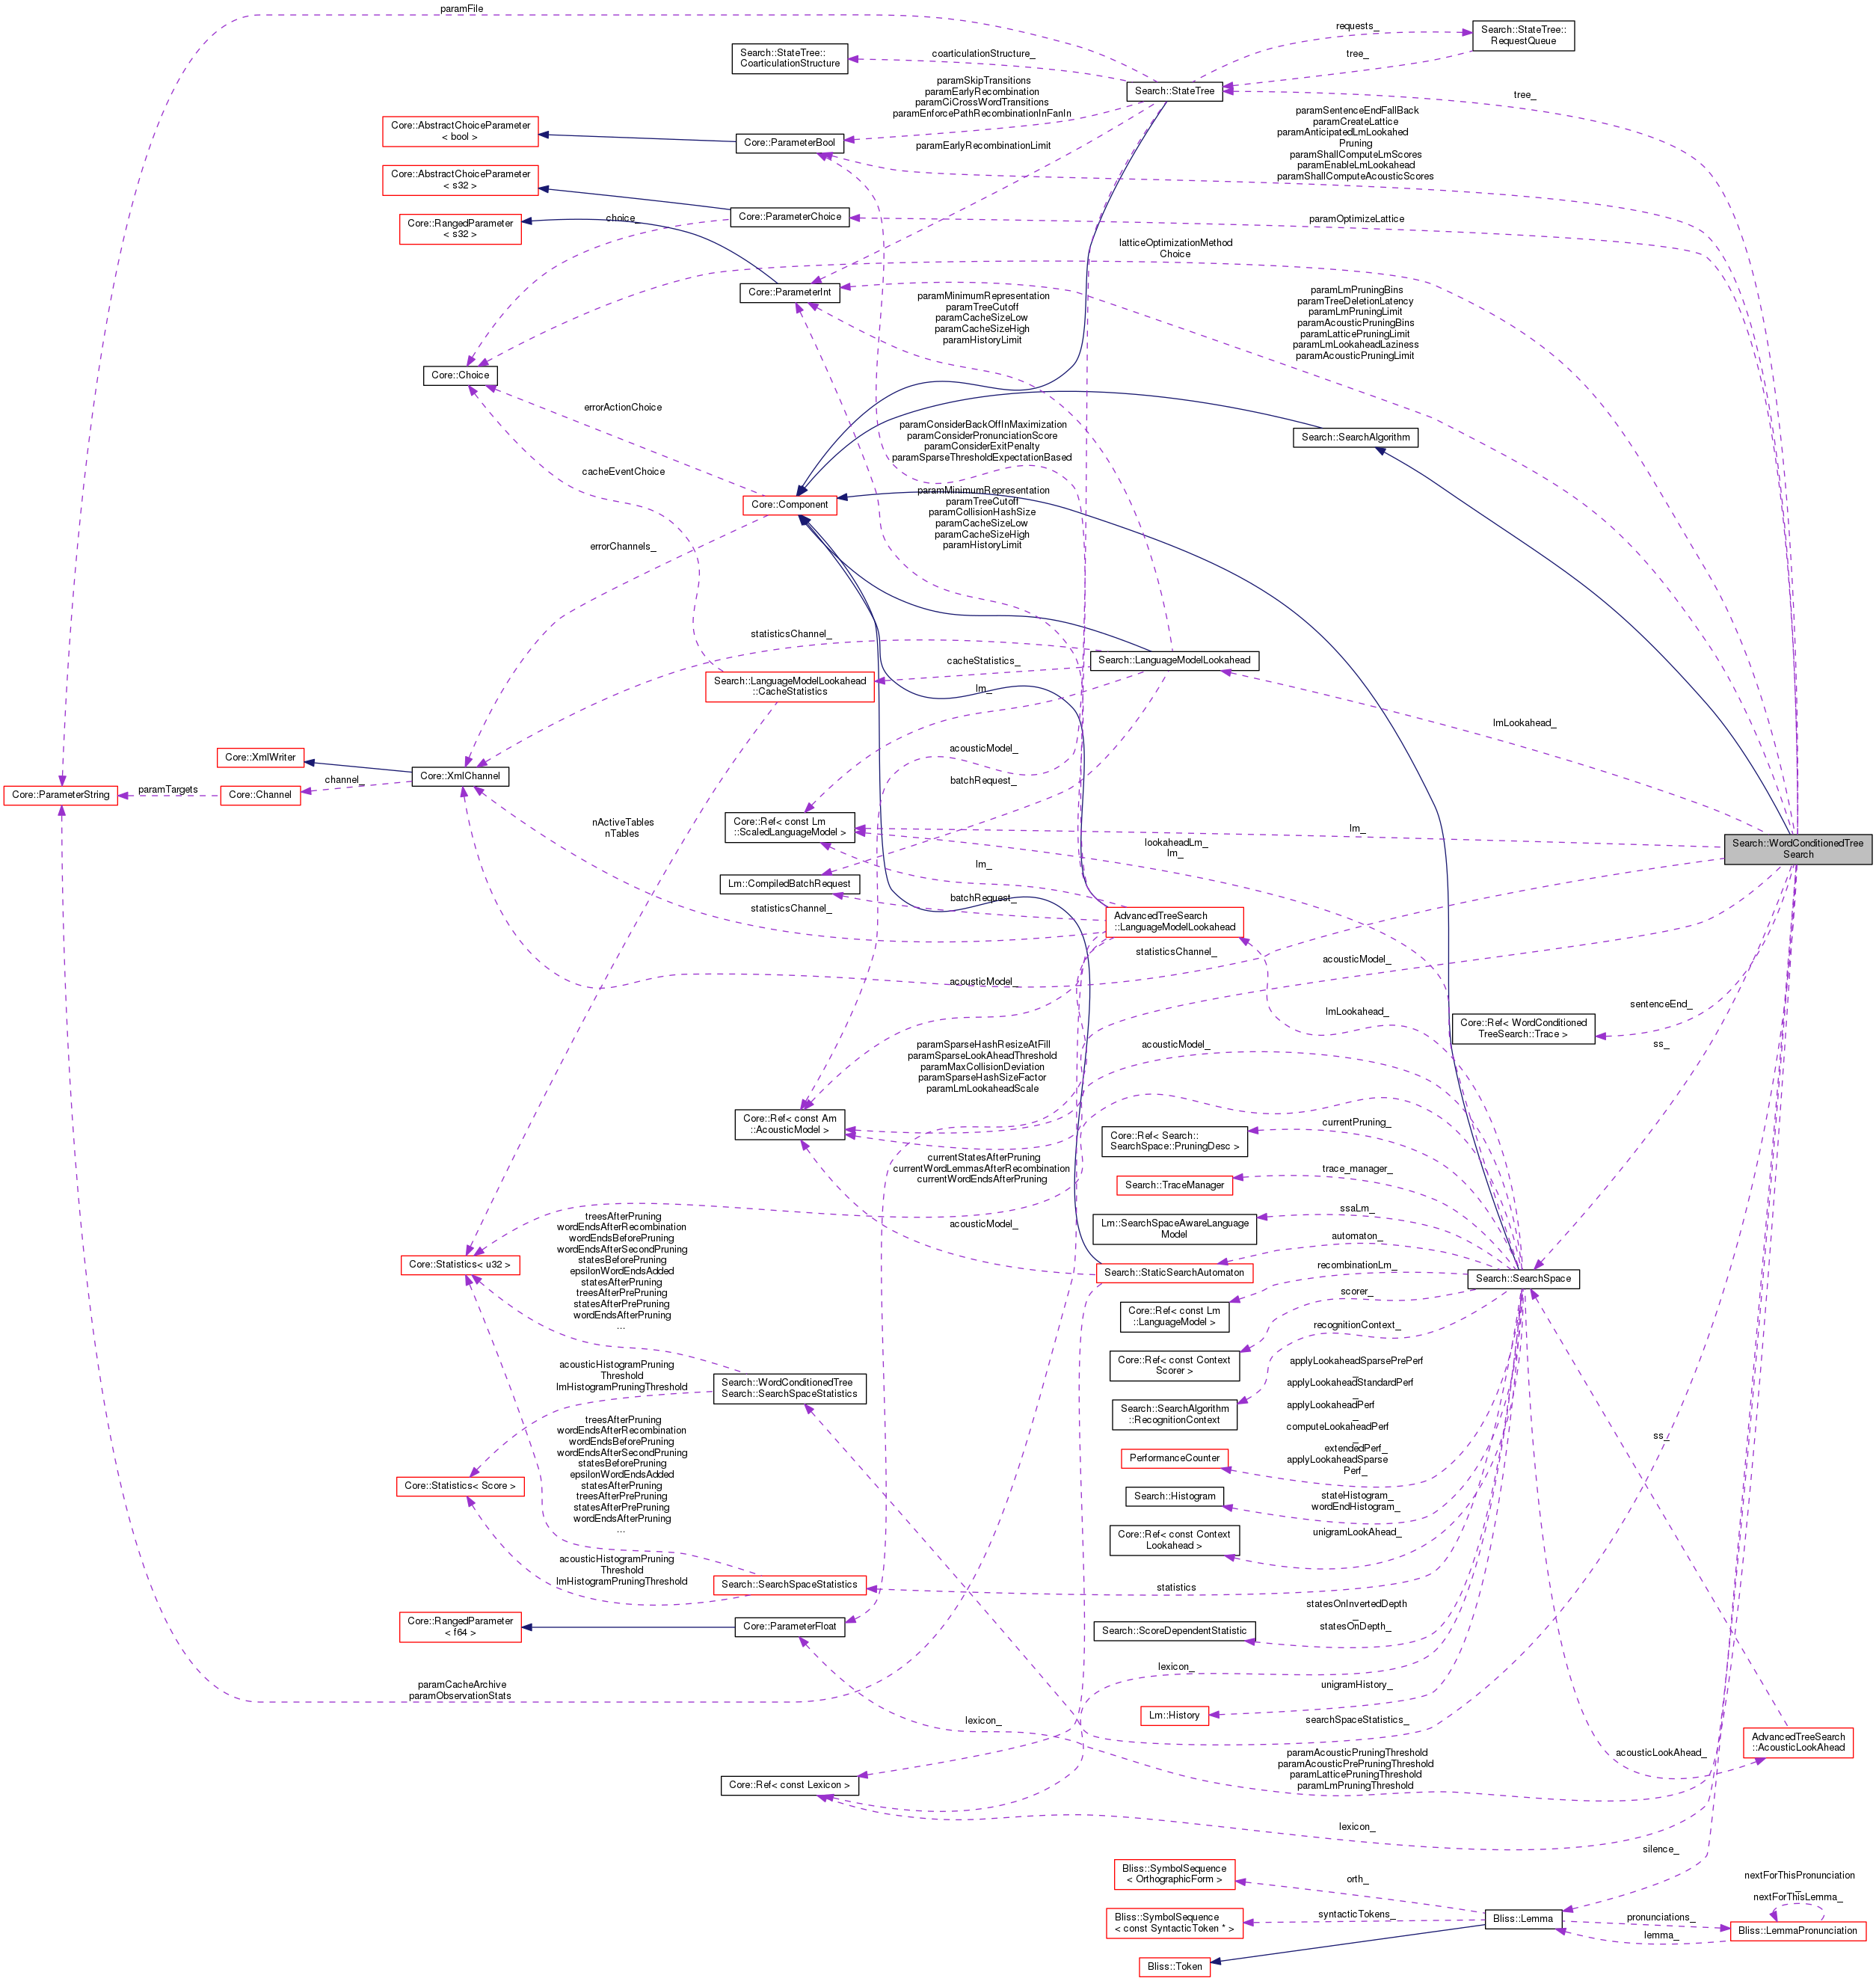 paramFile
requests_
Search::StateTree::
RequestQueue
Search::StateTree::
CoarticulationStructure
coarticulationStructure_
tree_
Search::StateTree
tree_
paramSkipTransitions
paramEarlyRecombination
paramCiCrossWordTransitions
paramEnforcePathRecombinationInFanIn
paramSentenceEndFallBack
paramCreateLattice
paramAnticipatedLmLookahed
Pruning
paramShallComputeLmScores
paramEnableLmLookahead
paramShallComputeAcousticScores
Core::AbstractChoiceParameter
< bool >
Core::ParameterBool
paramEarlyRecombinationLimit
Core::AbstractChoiceParameter
< s32 >
Core::RangedParameter
< s32 >
choice_
Core::ParameterChoice
paramOptimizeLattice
latticeOptimizationMethod
Choice
Core::ParameterInt
paramMinimumRepresentation
paramTreeCutoff
paramCacheSizeLow
paramCacheSizeHigh
paramHistoryLimit
paramLmPruningBins
paramTreeDeletionLatency
paramLmPruningLimit
paramAcousticPruningBins
paramLatticePruningLimit
paramLmLookaheadLaziness
paramAcousticPruningLimit
Core::Choice
errorActionChoice
paramConsiderBackOffInMaximization
paramConsiderPronunciationScore
paramConsiderExitPenalty
paramSparseThresholdExpectationBased
Search::SearchAlgorithm
cacheEventChoice
Core::Component
paramMinimumRepresentation
paramTreeCutoff
paramCollisionHashSize
paramCacheSizeLow
paramCacheSizeHigh
paramHistoryLimit
errorChannels_
statisticsChannel_
cacheStatistics_
Search::LanguageModelLookahead
Search::LanguageModelLookahead
::CacheStatistics
lm_
lmLookahead_
Core::XmlWriter
Core::XmlChannel
acousticModel_
batchRequest_
channel_
Core::ParameterString
paramTargets
Core::Channel
nActiveTables
nTables
Core::Ref< const Lm
::ScaledLanguageModel >
lm_
lookaheadLm_
lm_
Search::WordConditionedTree
Search
lm_
Lm::CompiledBatchRequest
batchRequest_
statisticsChannel_
AdvancedTreeSearch
::LanguageModelLookahead
statisticsChannel_
acousticModel_
acousticModel_
lmLookahead_
sentenceEnd_
Core::Ref< WordConditioned
TreeSearch::Trace >
ss_
paramSparseHashResizeAtFill
paramSparseLookAheadThreshold
paramMaxCollisionDeviation
paramSparseHashSizeFactor
paramLmLookaheadScale
acousticModel_
Core::Ref< const Am
::AcousticModel >
currentPruning_
Core::Ref< Search::
SearchSpace::PruningDesc >
currentStatesAfterPruning
currentWordLemmasAfterRecombination
currentWordEndsAfterPruning
trace_manager_
Search::TraceManager
ssaLm_
Lm::SearchSpaceAwareLanguage
Model
acousticModel_
automaton_
treesAfterPruning
wordEndsAfterRecombination
wordEndsBeforePruning
wordEndsAfterSecondPruning
statesBeforePruning
epsilonWordEndsAdded
statesAfterPruning
treesAfterPrePruning
statesAfterPrePruning
wordEndsAfterPruning
...
Core::Statistics< u32 >
Search::StaticSearchAutomaton
recombinationLm_
Search::SearchSpace
scorer_
Core::Ref< const Lm
::LanguageModel >
recognitionContext_
Core::Ref< const Context
Scorer >
acousticHistogramPruning
Threshold
lmHistogramPruningThreshold
Search::WordConditionedTree
Search::SearchSpaceStatistics
Search::SearchAlgorithm
::RecognitionContext
applyLookaheadSparsePrePerf
_
applyLookaheadStandardPerf
_
applyLookaheadPerf
_
computeLookaheadPerf
_
extendedPerf_
applyLookaheadSparse
Perf_
ss_
treesAfterPruning
wordEndsAfterRecombination
wordEndsBeforePruning
wordEndsAfterSecondPruning
statesBeforePruning
epsilonWordEndsAdded
statesAfterPruning
treesAfterPrePruning
statesAfterPrePruning
wordEndsAfterPruning
...
PerformanceCounter
Core::Statistics< Score >
Search::Histogram
stateHistogram_
wordEndHistogram_
Core::Ref< const Context
Lookahead >
unigramLookAhead_
acousticHistogramPruning
Threshold
lmHistogramPruningThreshold
Search::SearchSpaceStatistics
statistics
Core::RangedParameter
< f64 >
Core::ParameterFloat
Search::ScoreDependentStatistic
statesOnInvertedDepth
_
statesOnDepth_
lexicon_
paramCacheArchive
paramObservationStats
unigramHistory_
Lm::History
lexicon_
searchSpaceStatistics_
AdvancedTreeSearch
::AcousticLookAhead
acousticLookAhead_
paramAcousticPruningThreshold
paramAcousticPrePruningThreshold
paramLatticePruningThreshold
paramLmPruningThreshold
Core::Ref< const Lexicon >
lexicon_
silence_
Bliss::SymbolSequence
< OrthographicForm >
orth_
nextForThisPronunciation
_
nextForThisLemma_
Bliss::SymbolSequence
< const SyntacticToken * >
syntacticTokens_
Bliss::Lemma
pronunciations_
Bliss::LemmaPronunciation
lemma_
Bliss::Token